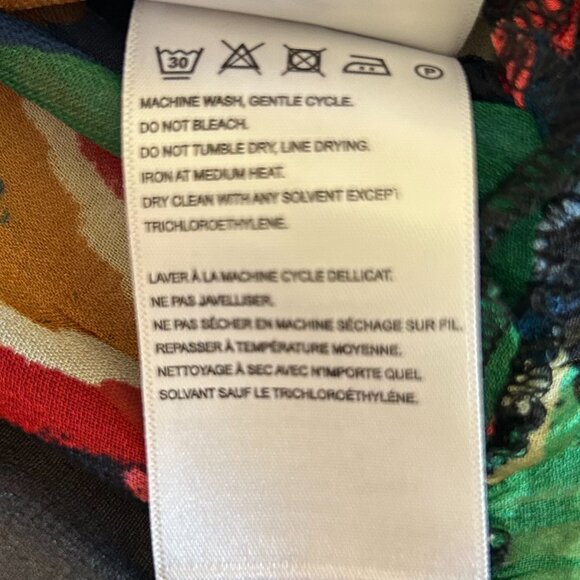 30 P
MACHINE WASH, GENTLE CYCLE.
DO NOT BLEACH.
DO NOT TUMBLE DRY, LINE DRYING.
IRON AT MEDIUM HEAT.
DRY CLEAN WITH ANY SOLVENT EXCEPT
TRICHLOROETHYLENE.
LAVER À LA MACHINE CYCLE DELLICAT.
NE PAS JAVELLISER.
NE PAS SÉCHER EN MACHINE SÉCHAGE SUR FIL.
REPASSER À TEMPÉRATURE MOYENNE.
NETTOYAGE À SEC AVEC N'IMPORTE QUEL
SOLVANT SAUF LE TRICHLOROÉTHYLÈNE.